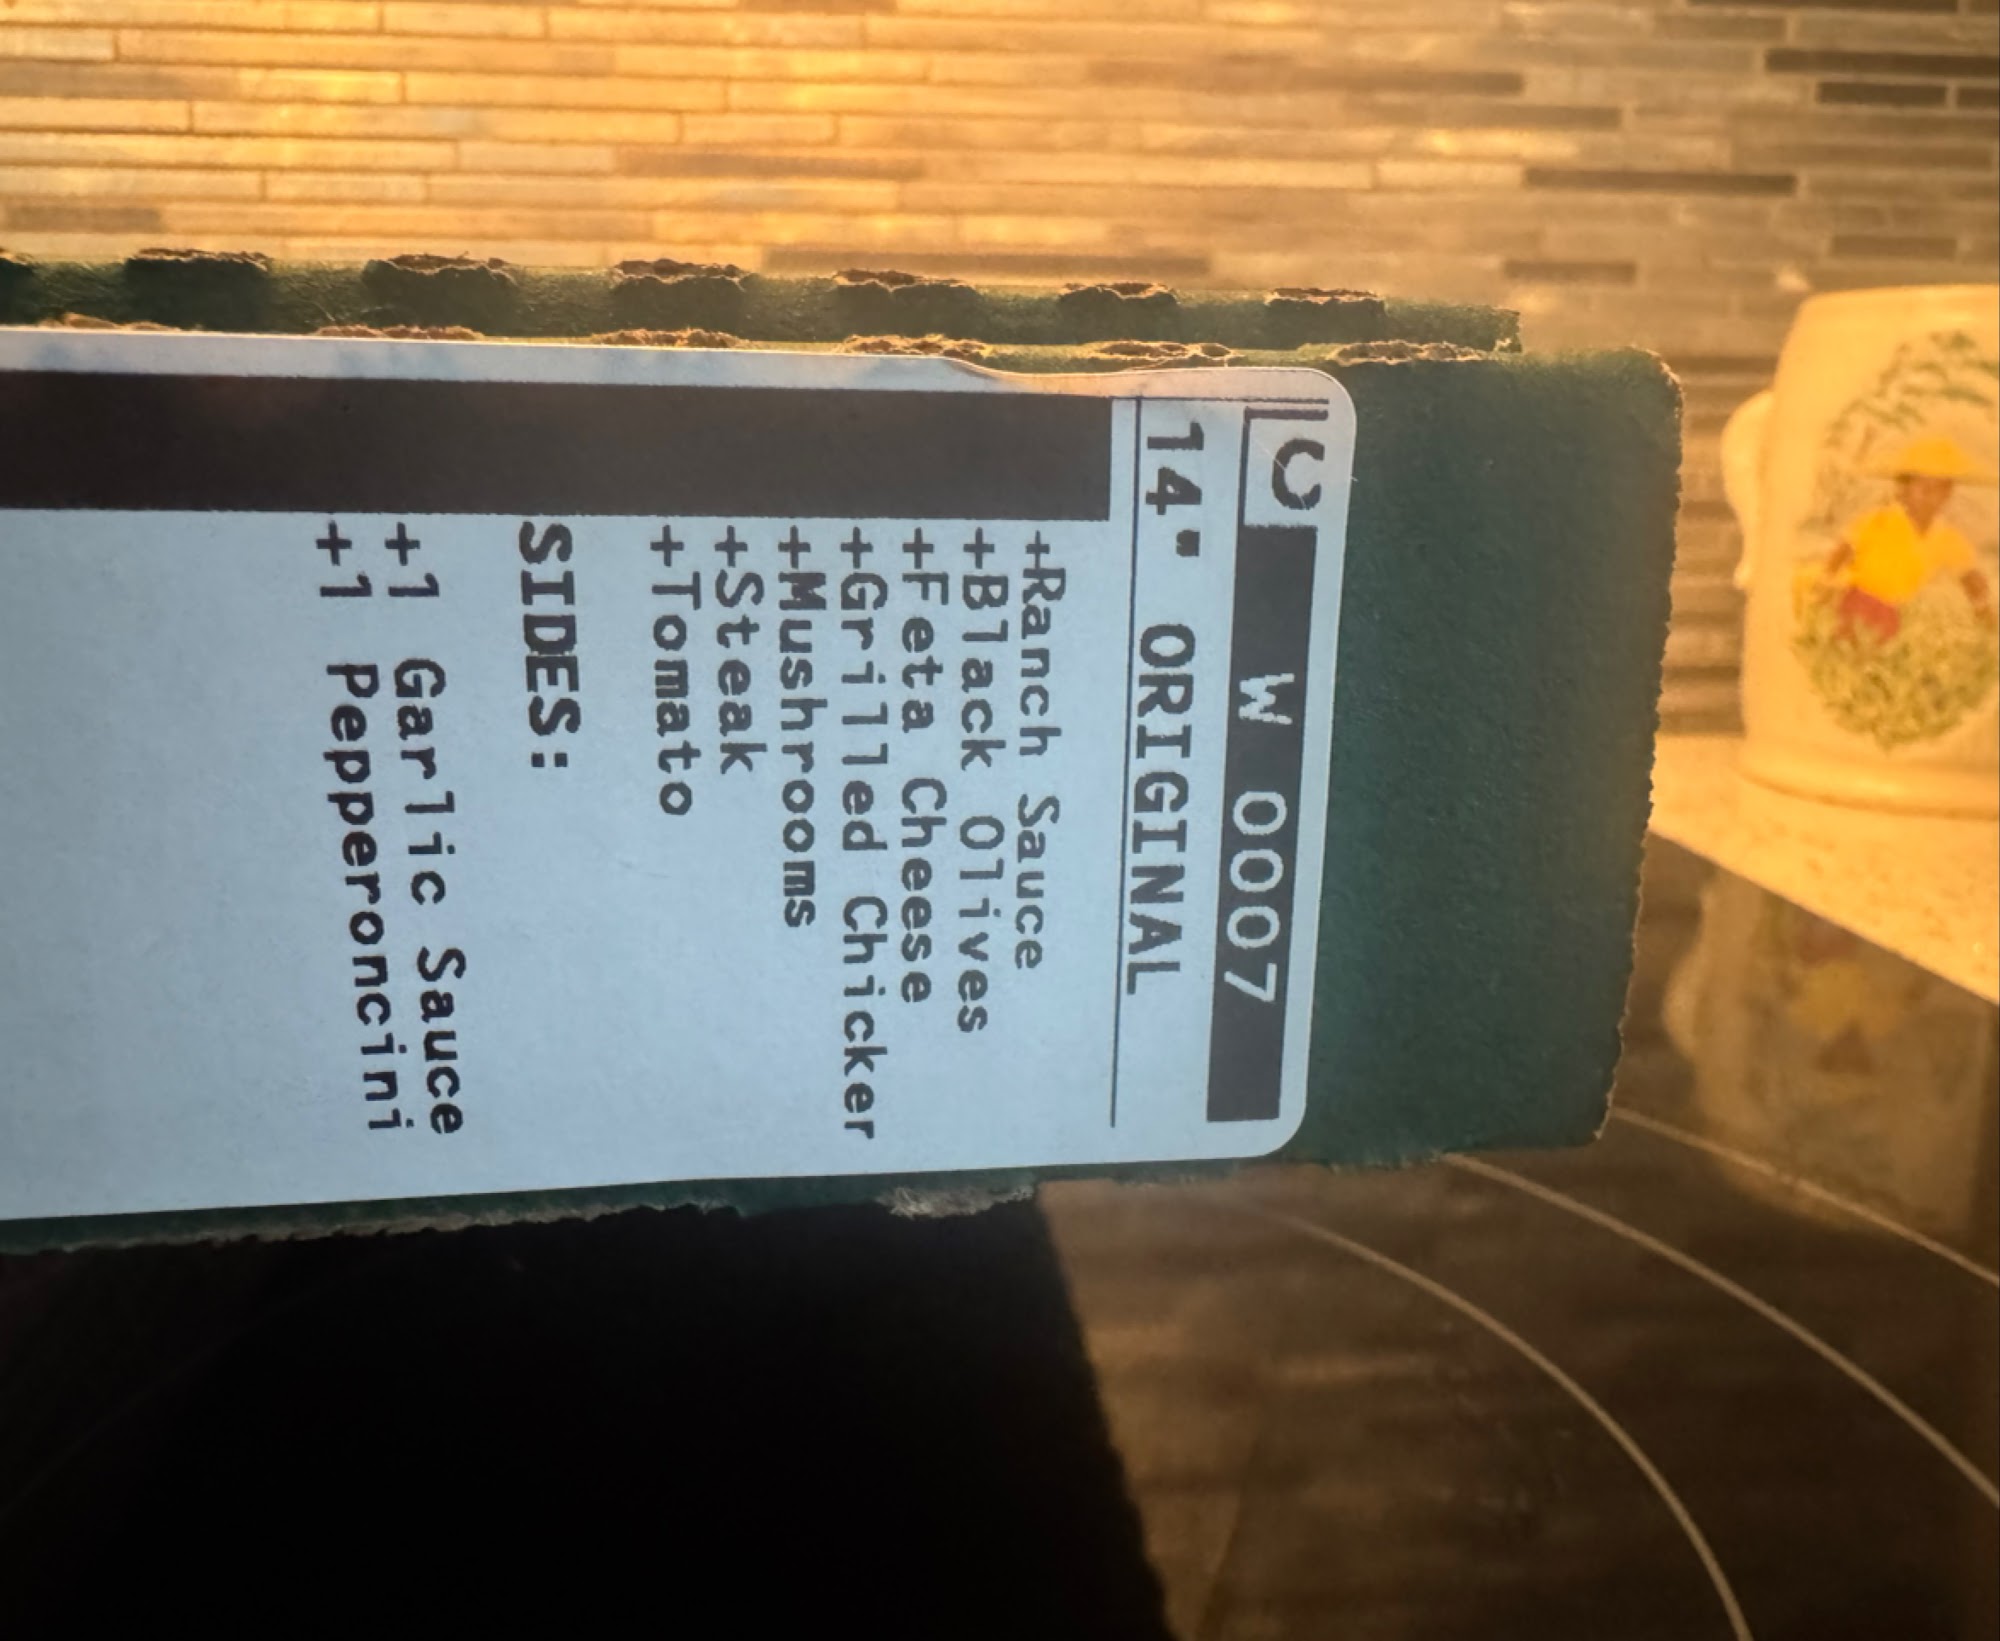 C W 0007
14" ORIGINAL
+Ranch Sauce
+Black Olives
+Feta Cheese
+Grilled Chicker
+Mushrooms
+Steak
+Tomato
SIDES:
+1 Garlic Sauce
+1 Pepperoncini